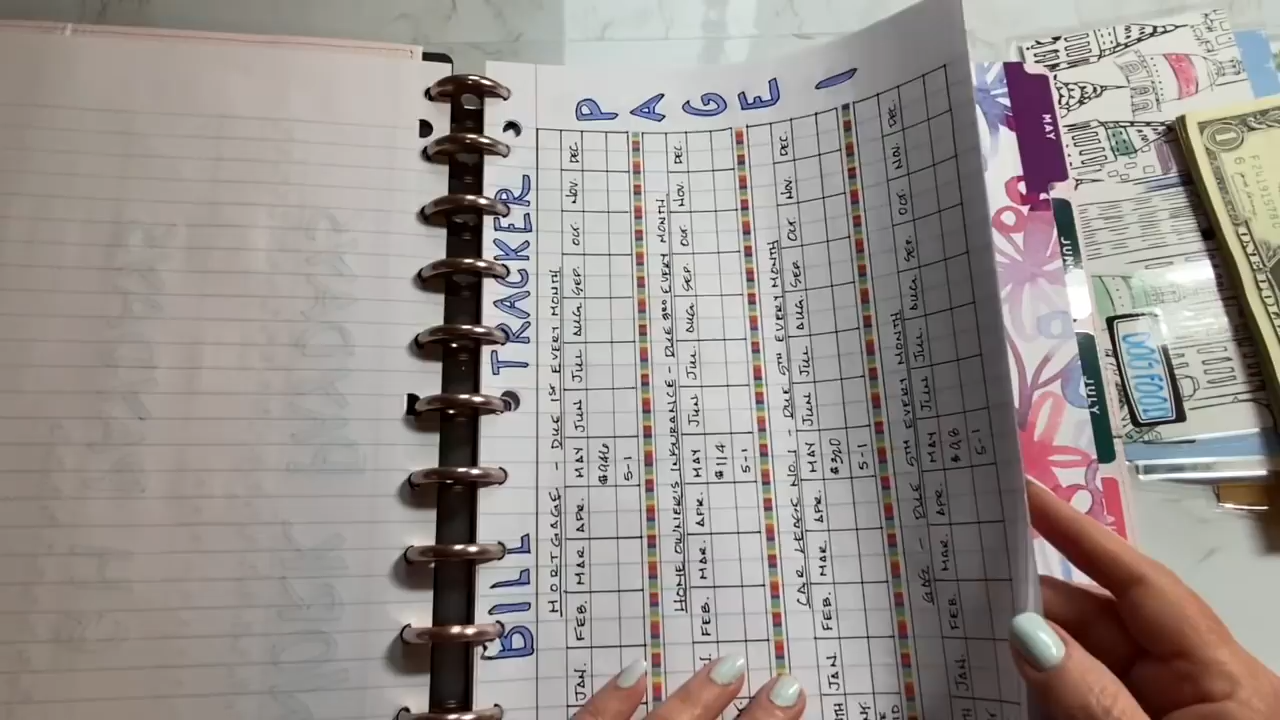 BILL TRACKER
PAGE 1
MORTGAGE - DUE 1ST EVERY MONTH
JAN. FEB. MAR APR. MAY JUN JUL AUG. SEP. OCT. NOV. DEC.
5-1
HOME OWNER'S INSURANCE - DUE 3RD EVERY MONTH
FEB. MAR. APR. MAY JUN JUL AUG. SEP. OCT. NOV. DEC.
$114
5-1
CAR LEASE NO.1 - DUE 5TH EVERY MONTH
JAN. FEB. MAR. APR. MAY JUN JUL AUG. SEP OCT. NOV. DEC.
$320
5-1
GAS - DUE 5TH EVERY MONTH
JAN. FEB. MAR. APR. MAY JUN JUL. AUG. SEP. OCT. NOV. DEC.
$98
5-1
MAY
JULY